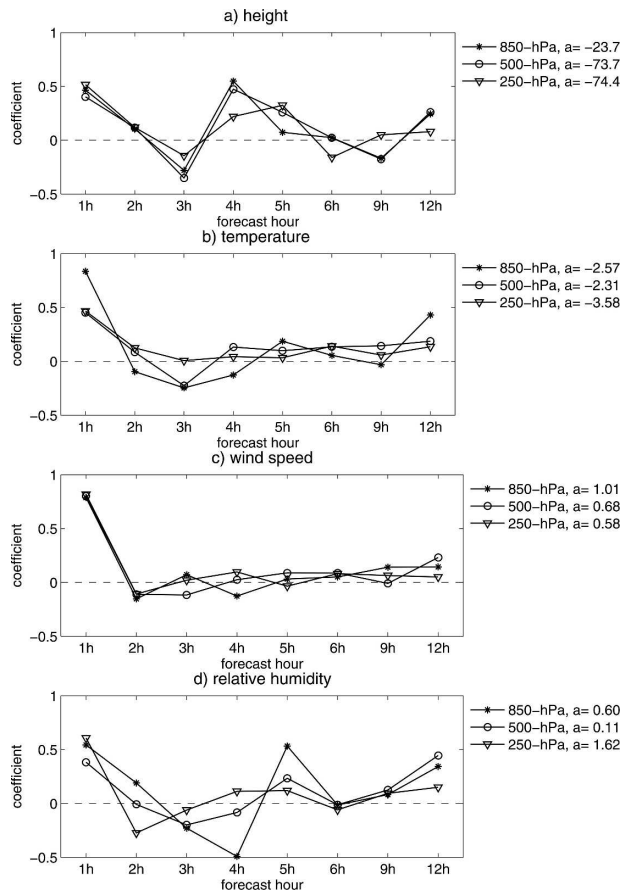 a) height
1
0.5
0
−0.5
coefficient
1h 2h 3h 4h 5h 6h 9h 12h
forecast hour
850−hPa, a= −23.7
500−hPa, a= −73.7
250−hPa, a= −74.4
b) temperature
1
0.5
0
−0.5
coefficient
1h 2h 3h 4h 5h 6h 9h 12h
forecast hour
850−hPa, a= −2.57
500−hPa, a= −2.31
250−hPa, a= −3.58
c) wind speed
1
0.5
0
−0.5
coefficient
1h 2h 3h 4h 5h 6h 9h 12h
forecast hour
850−hPa, a= 1.01
500−hPa, a= 0.68
250−hPa, a= 0.58
d) relative humidity
1
0.5
0
−0.5
coefficient
1h 2h 3h 4h 5h 6h 9h 12h
forecast hour
850−hPa, a= 0.60
500−hPa, a= 0.11
250−hPa, a= 1.62